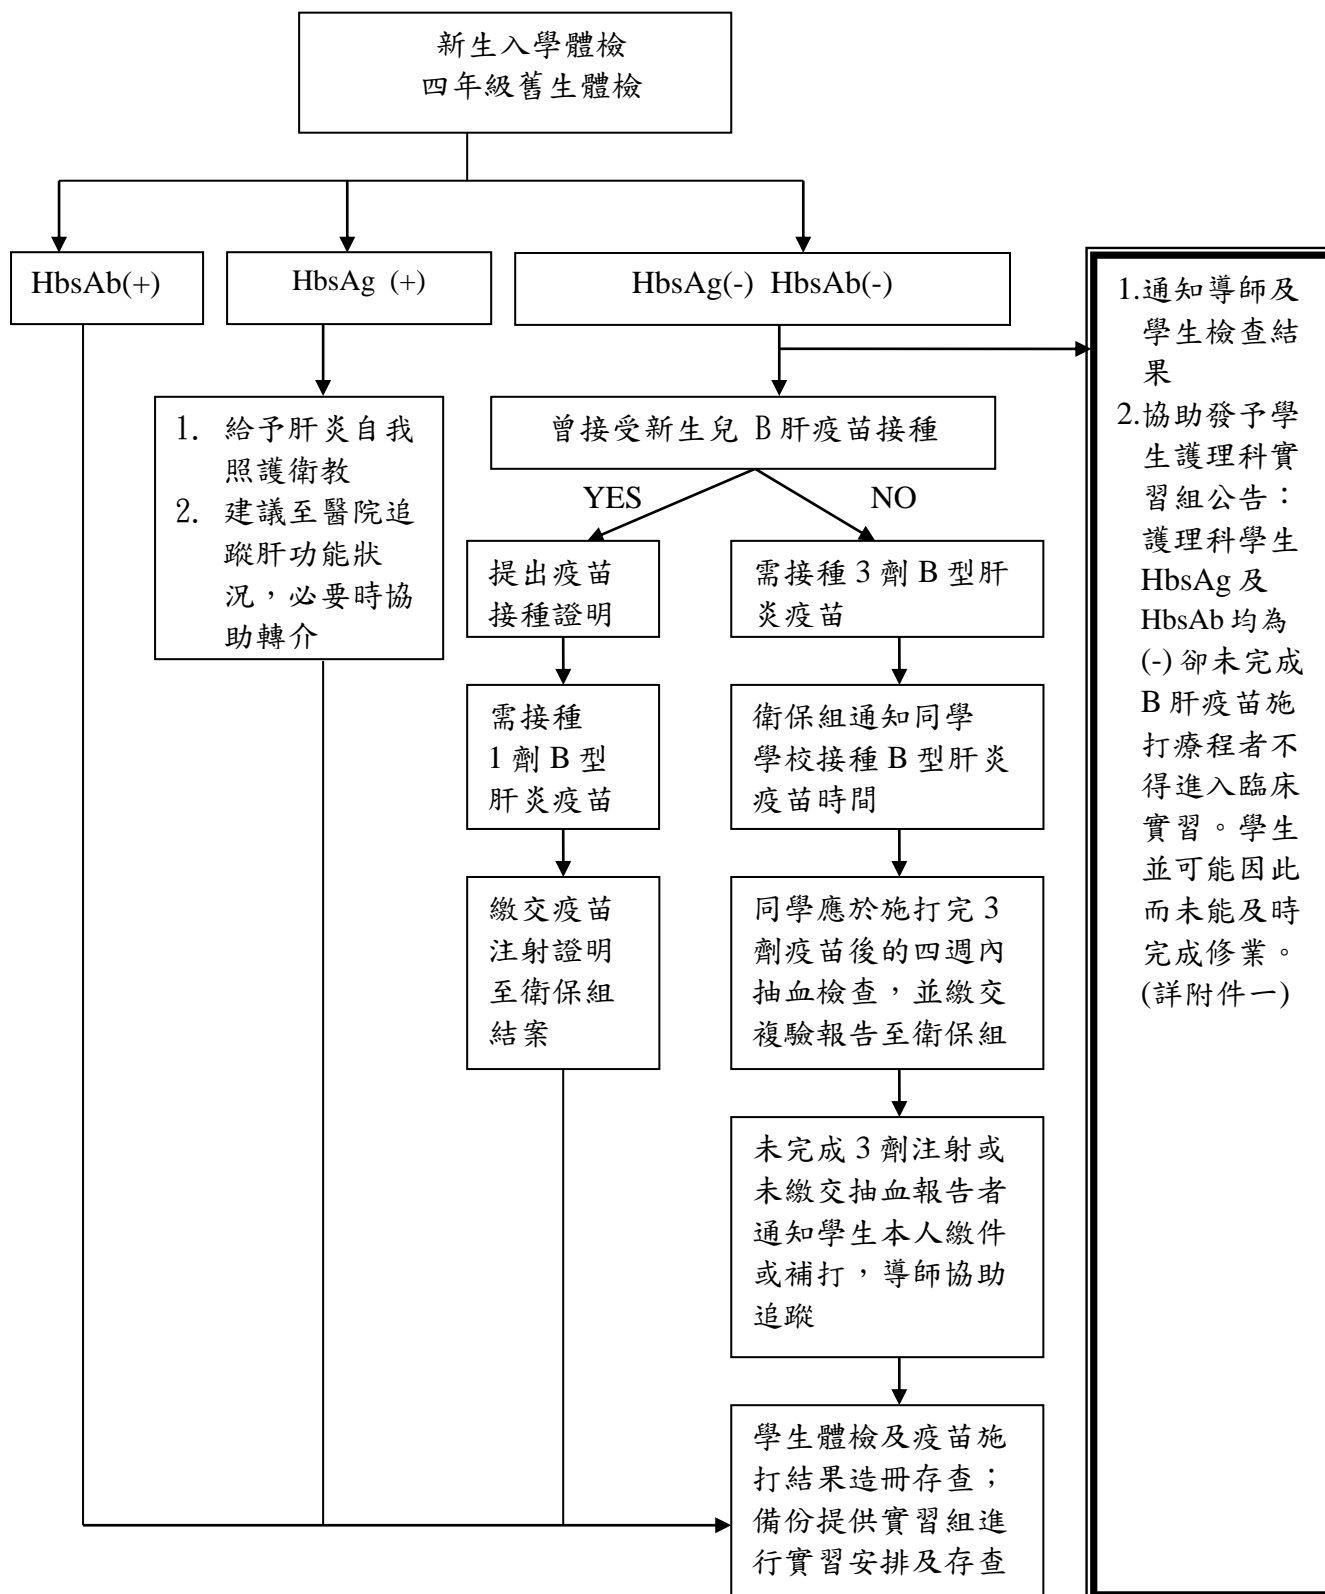 新生入學體檢
四年級舊生體檢
HbsAb(+)
HbsAg (+)
HbsAg(-) HbsAb(-)
1. 給予肝炎自我
照護衛教
2. 建議至醫院追
蹤肝功能狀
況，必要時協
助轉介
曾接受新生兒 B 肝疫苗接種
YES
NO
提出疫苗
接種證明
需接種
1 劑 B 型
肝炎疫苗
繳交疫苗
注射證明
至衛保組
結案
需接種 3 劑 B 型肝
炎疫苗
衛保組通知同學
學校接種 B 型肝炎
疫苗時間
同學應於施打完 3
劑疫苗後的四週內
抽血檢查，並繳交
複驗報告至衛保組
未完成 3 劑注射或
未繳交抽血報告者
通知學生本人繳件
或補打，導師協助
追蹤
學生體檢及疫苗施
打結果造冊存查；
備份提供實習組進
行實習安排及存查
1.通知導師及
學生檢查結
果
2.協助發予學
生護理科實
習組公告：
護理科學生
HbsAg 及
HbsAb 均為
(-)卻未完成
B 肝疫苗施
打療程者不
得進入臨床
實習。學生
並可能因此
而未能及時
完成修業。
(詳附件一)